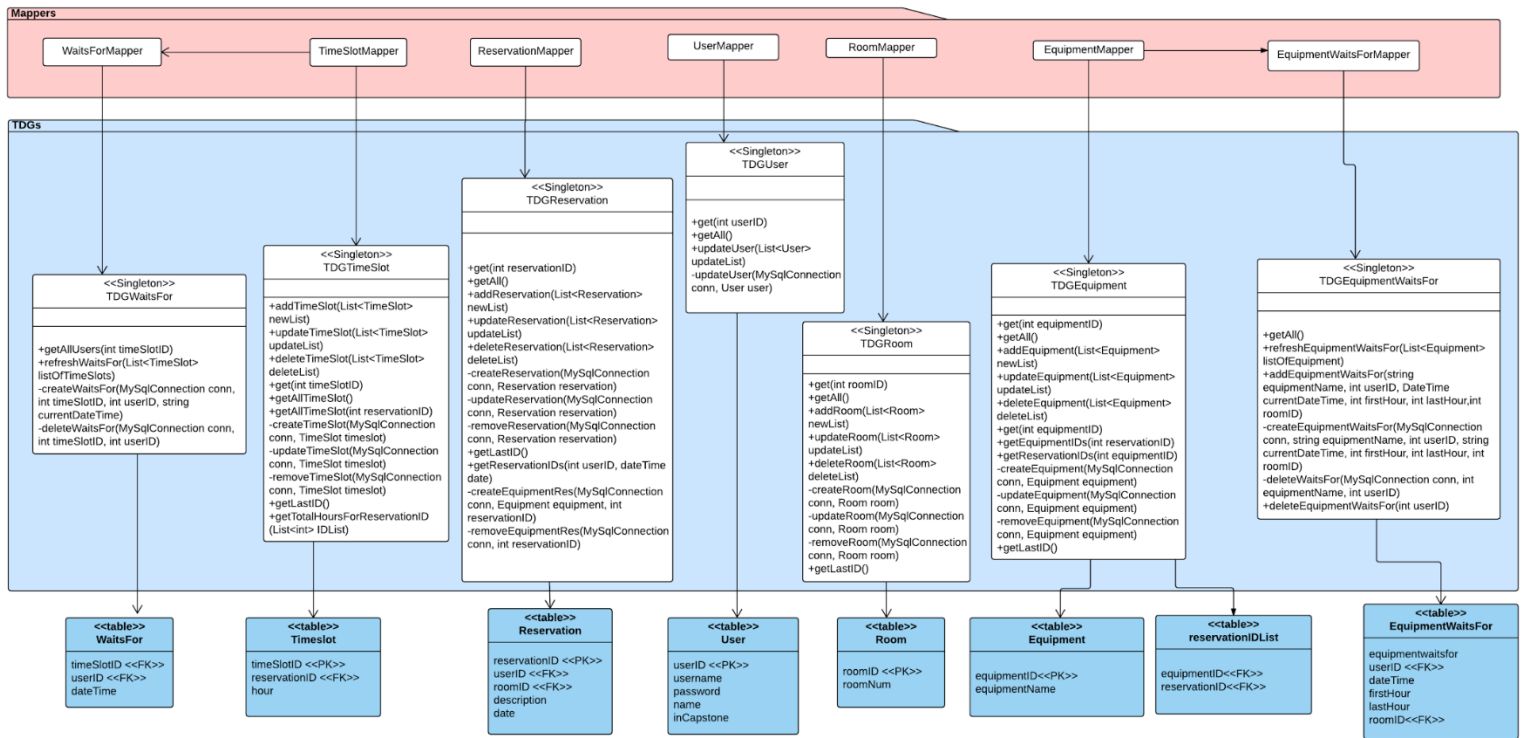 Mappers
WaitsForMapper
TimeSlotMapper
ReservationMapper
UserMapper
RoomMapper
EquipmentMapper
EquipmentWaitsForMapper
TDGs
<<Singleton>>
TDGWaitsFor
+getAllUsers(int timeSlotID)
+refreshWaitsFor(List<TimeSlot>
listOfTimeSlots)
-createWaitsFor(MySqlConnection conn,
int timeSlotID, int userID, string
currentDateTime)
-deleteWaitsFor(MySqlConnection conn,
int timeSlotID, int userID)
<<Singleton>>
TDGTimeSlot
+addTimeSlot(List<TimeSlot>
newList)
+updateTimeSlot(List<TimeSlot>
updateList)
+deleteTimeSlot(List<TimeSlot>
deleteList)
+get(int timeSlotID)
+getAllTimeSlot()
+getAllTimeSlot(int reservationID)
-createTimeSlot(MySqlConnection
conn, TimeSlot timeslot)
-updateTimeSlot(MySqlConnection
conn, TimeSlot timeslot)
-removeTimeSlot(MySqlConnection
conn, TimeSlot timeslot)
+getLastID()
+getTotalHoursForReservationID
(List<int> IDList)
<<Singleton>>
TDGReservation
+get(int reservationID)
+getAll()
+addReservation(List<Reservation>
newList)
+updateReservation(List<Reservation>
updateList)
+deleteReservation(List<Reservation>
deleteList)
-createReservation(MySqlConnection
conn, Reservation reservation)
-updateReservation(MySqlConnection
conn, Reservation reservation)
-removeReservation(MySqlConnection
conn, Reservation reservation)
+getLastID()
+getReservationIDs(int userID, dateTime
date)
-createEquipmentRes(MySqlConnection
conn, Equipment equipment, int
reservationID)
-removeEquipmentRes(MySqlConnection
conn, int reservationID)
<<Singleton>>
TDGUser
+get(int userID)
+getAll()
+updateUser(List<User>
updateList)
-updateUser(MySqlConnection
conn, User user)
<<Singleton>>
TDGRoom
+get(int roomID)
+getAll()
+addRoom(List<Room>
newList)
+updateRoom(List<Room>
updateList)
+deleteRoom(List<Room>
deleteList)
-createRoom(MySqlConnection
conn, Room room)
-updateRoom(MySqlConnection
conn, Room room)
-removeRoom(MySqlConnection
conn, Room room)
+getLastID()
<<Singleton>>
TDGEquipment
+get(int equipmentID)
+getAll()
+addEquipment(List<Equipment>
newList)
+updateEquipment(List<Equipment>
updateList)
+deleteEquipment(List<Equipment>
deleteList)
+get(int equipmentID)
+getEquipmentIDs(int reservationID)
+getReservationIDs(int equipmentID)
-createEquipment(MySqlConnection
conn, Equipment equipment)
-updateEquipment(MySqlConnection
conn, Equipment equipment)
-removeEquipment(MySqlConnection
conn, Equipment equipment)
+getLastID()
<<Singleton>>
TDGEquipmentWaitsFor
+getAll()
+refreshEquipmentWaitsFor(List<Equipment>
listOfEquipment)
+addEquipmentWaitsFor(string
equipmentName, int userID, DateTime
currentDateTime, int firstHour, int lastHour,int
roomID)
-createEquipmentWaitsFor(MySqlConnection
conn, string equipmentName, int userID, string
currentDateTime, int firstHour, int lastHour, int
roomID)
-deleteWaitsFor(MySqlConnection conn, int
equipmentName, int userID)
+deleteEquipmentWaitsFor(int userID)
<<table>>
WaitsFor
timeSlotID <<FK>>
userID <<FK>>
dateTime
<<table>>
Timeslot
timeSlotID <<PK>>
reservationID <<FK>>
hour
<<table>>
Reservation
reservationID <<PK>>
userID <<FK>>
roomID <<FK>>
description
date
<<table>>
User
userID <<PK>>
username
password
name
inCapstone
<<table>>
Room
roomID <<PK>>
roomNum
<<table>>
Equipment
equipmentID<<PK>>
equipmentName
<<table>>
reservationIDList
equipmentID<<FK>>
reservationID<<FK>>
<<table>>
EquipmentWaitsFor
equipmentwaitsfor
userID <<FK>>
dateTime
firstHour
lastHour
roomID<<FK>>